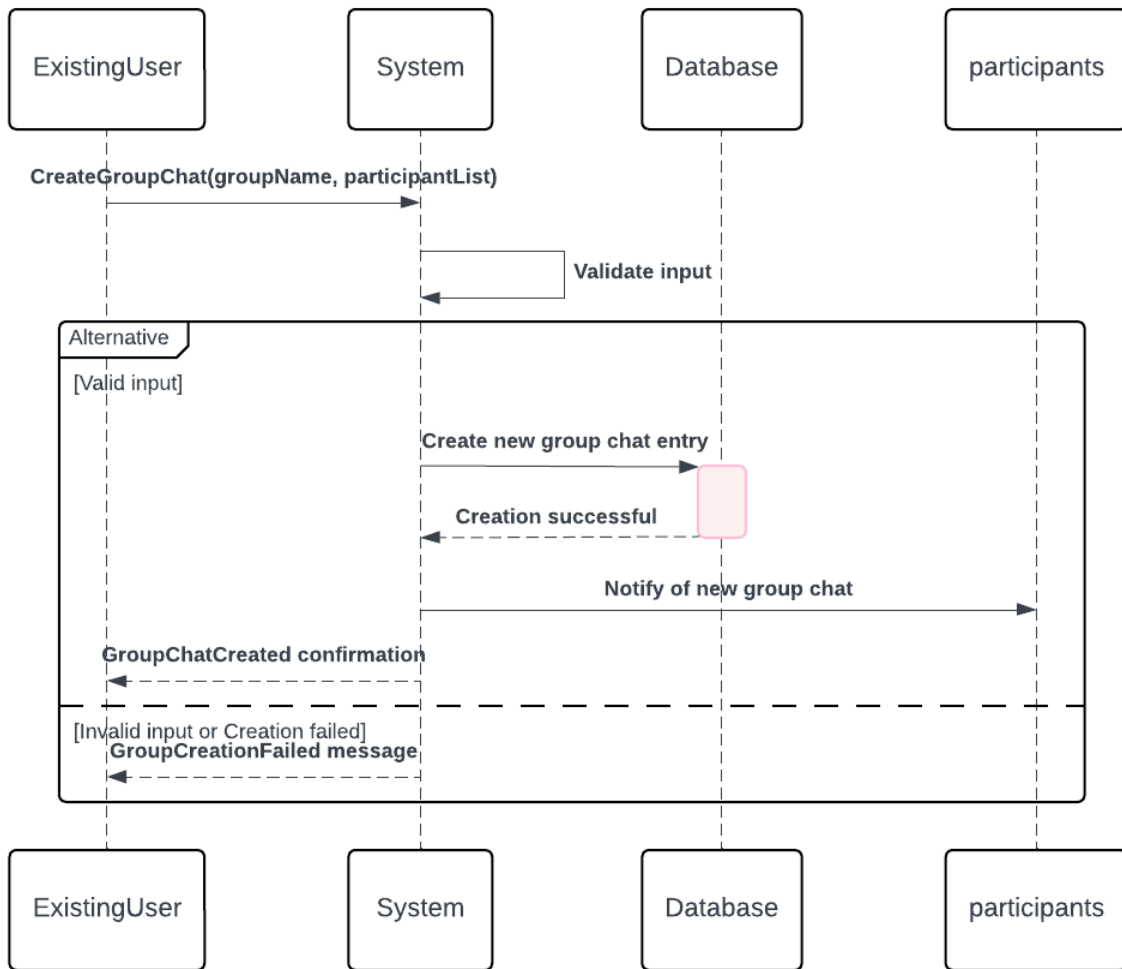 ExistingUser
System
Database
participants
CreateGroupChat(groupName, participantList)
Validate input
Alternative
[Valid input]
Create new group chat entry
Creation successful
Notify of new group chat
GroupChatCreated confirmation
[Invalid input or Creation failed]
GroupCreationFailed message
ExistingUser
System
Database
participants